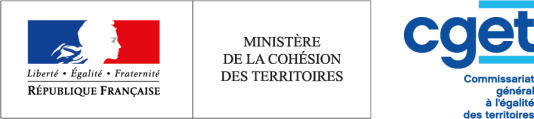 Liberté • Égalité • Fraternité
RÉPUBLIQUE FRANÇAISE
MINISTÈRE
DE LA COHÉSION
DES TERRITOIRES
cget
Commissariat
général
à l'égalité
des territoires